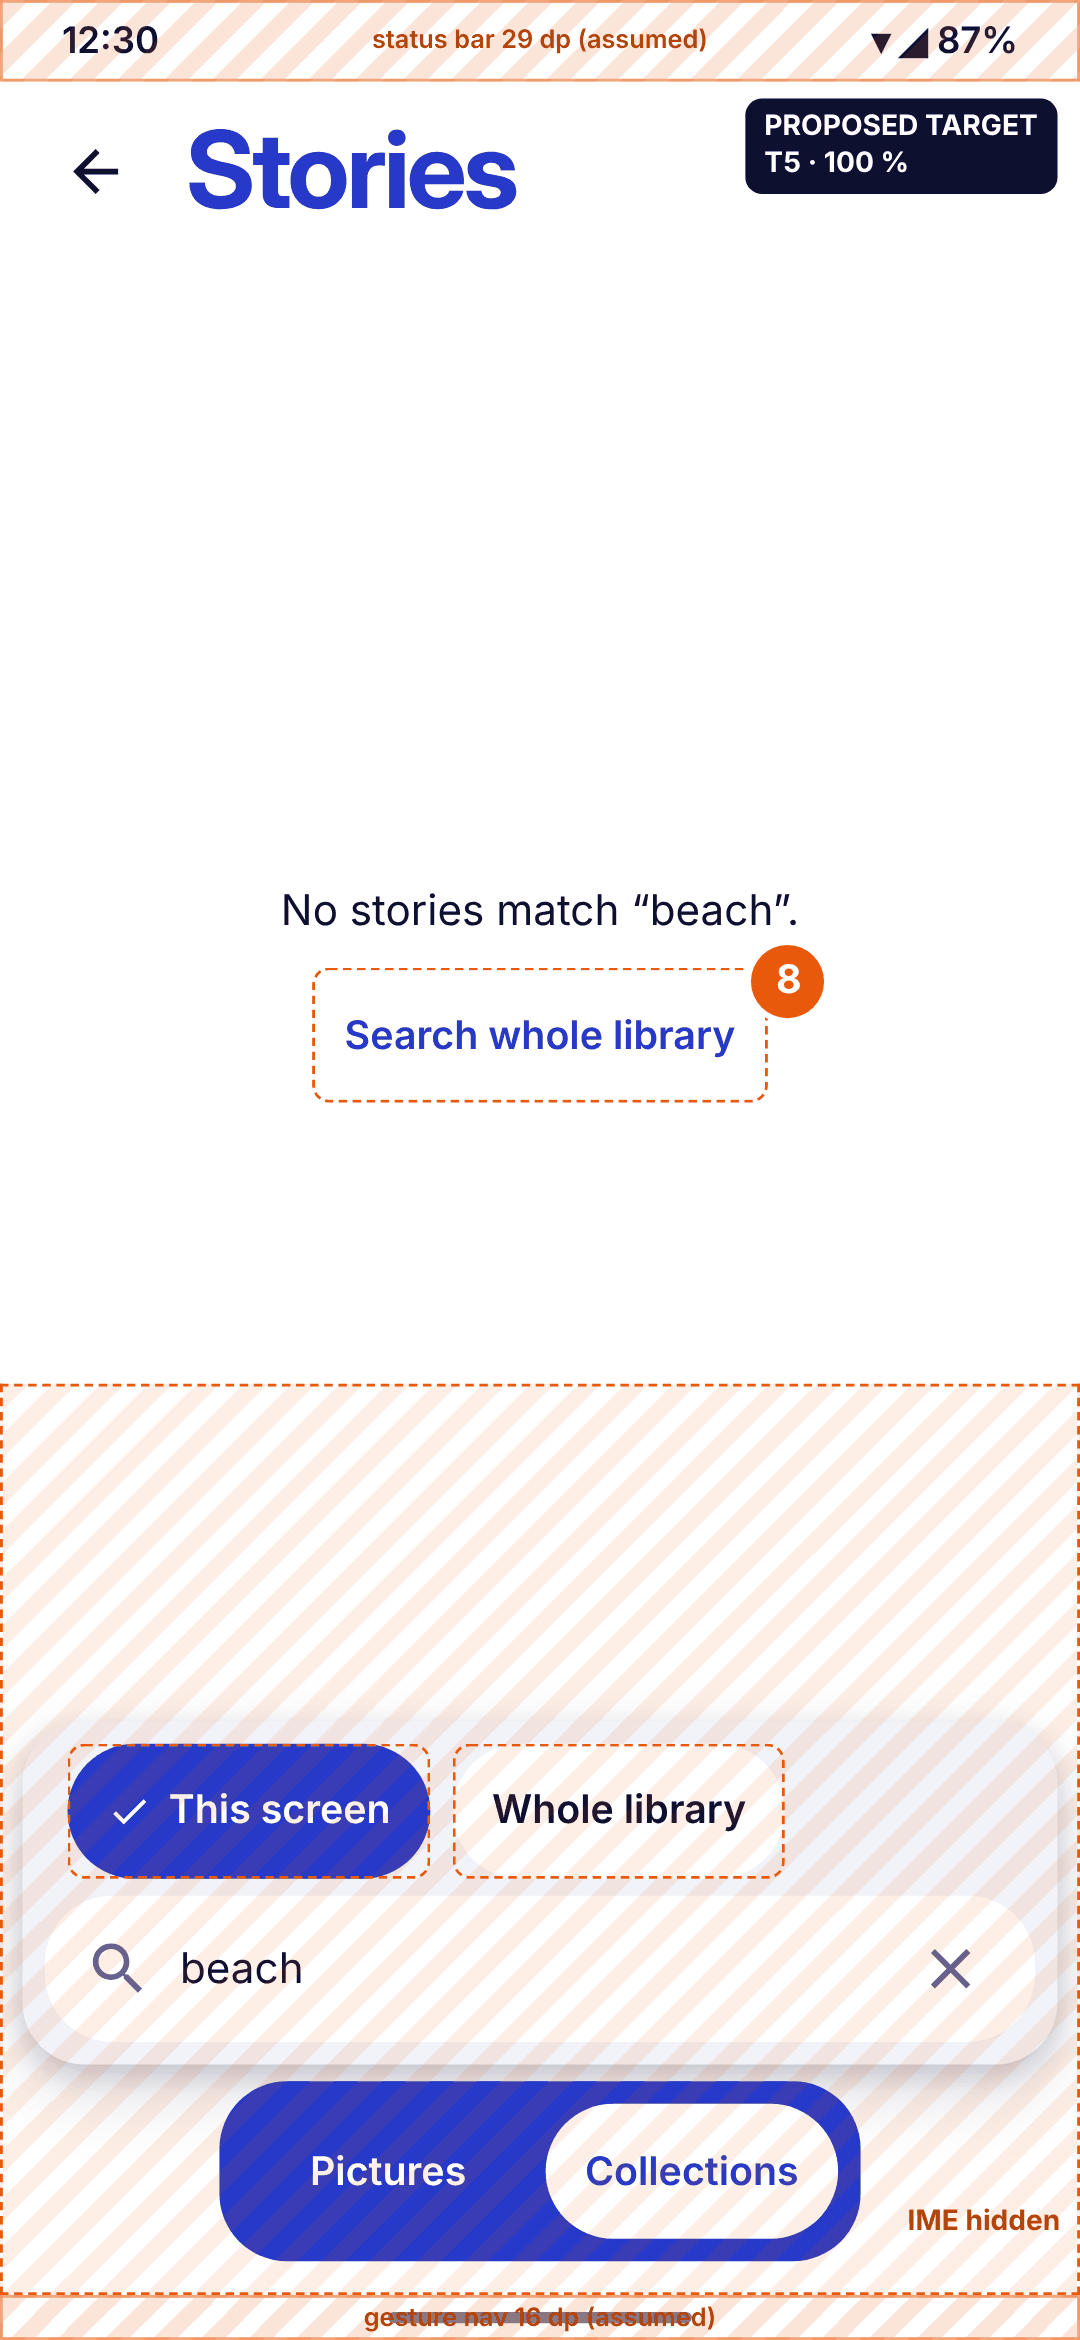 12:30
status bar 29 dp (assumed)
87%
Stories
PROPOSED TARGET
T5 · 100 %
No stories match “beach”.
8
Search whole library
This screen
Whole library
beach
Pictures
Collections
IME hidden
gesture nav 16 dp (assumed)